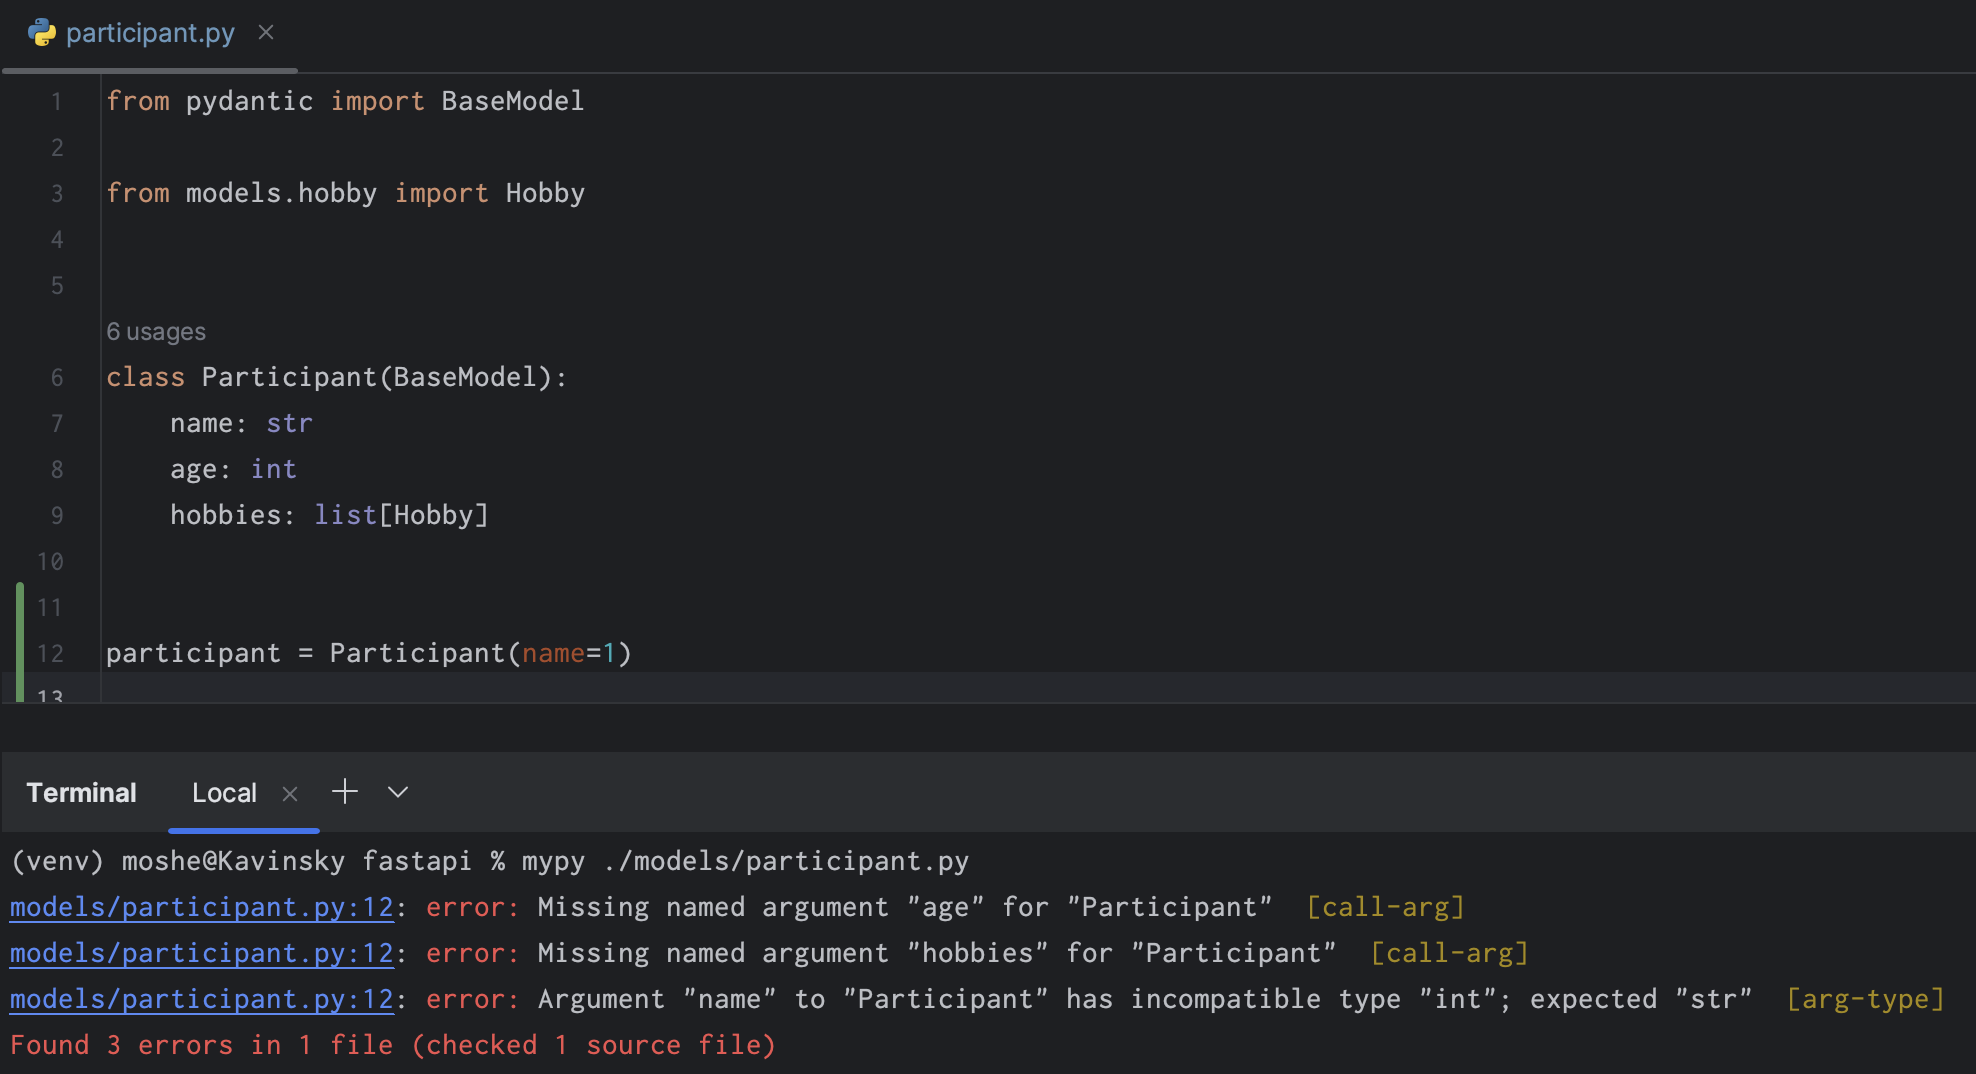 participant.py
1 from pydantic import BaseModel
2
3 from models.hobby import Hobby
4
5
6 usages
6 class Participant(BaseModel):
7     name: str
8     age: int
9     hobbies: list[Hobby]
10
11
12 participant = Participant(name=1)
13
Terminal Local
(venv) moshe@Kavinsky fastapi % mypy ./models/participant.py
models/participant.py:12: error: Missing named argument "age" for "Participant"  [call-arg]
models/participant.py:12: error: Missing named argument "hobbies" for "Participant"  [call-arg]
models/participant.py:12: error: Argument "name" to "Participant" has incompatible type "int"; expected "str"  [arg-type]
Found 3 errors in 1 file (checked 1 source file)